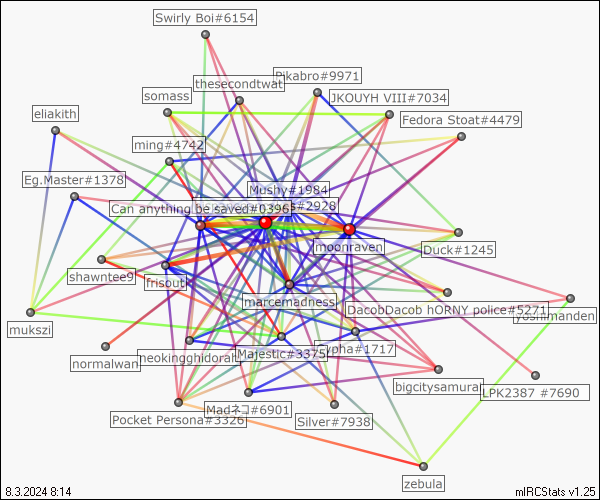 Swirly Boi#6154
Pikabro#9971
thesecondtwat
somass
JKOUYH VIII#7034
eliakith
Fedora Stoat#4479
ming#4742
Eg.Master#1378
Mushy#1984
#2928
Can anything be saved#0396
moonraven
Duck#1245
shawntee9
frisput
marcemadness
DacobDacob hORNY police#5271
yoshimanden
mukszi
neokingghidorah
Majestic#3375
#1717
normalwan
bigcitysamurai
LPK2387 #7690
Madネコ#6901
Pocket Persona#3326
Silver#7938
zebula
8.3.2024 8:14
mIRCStats v1.25